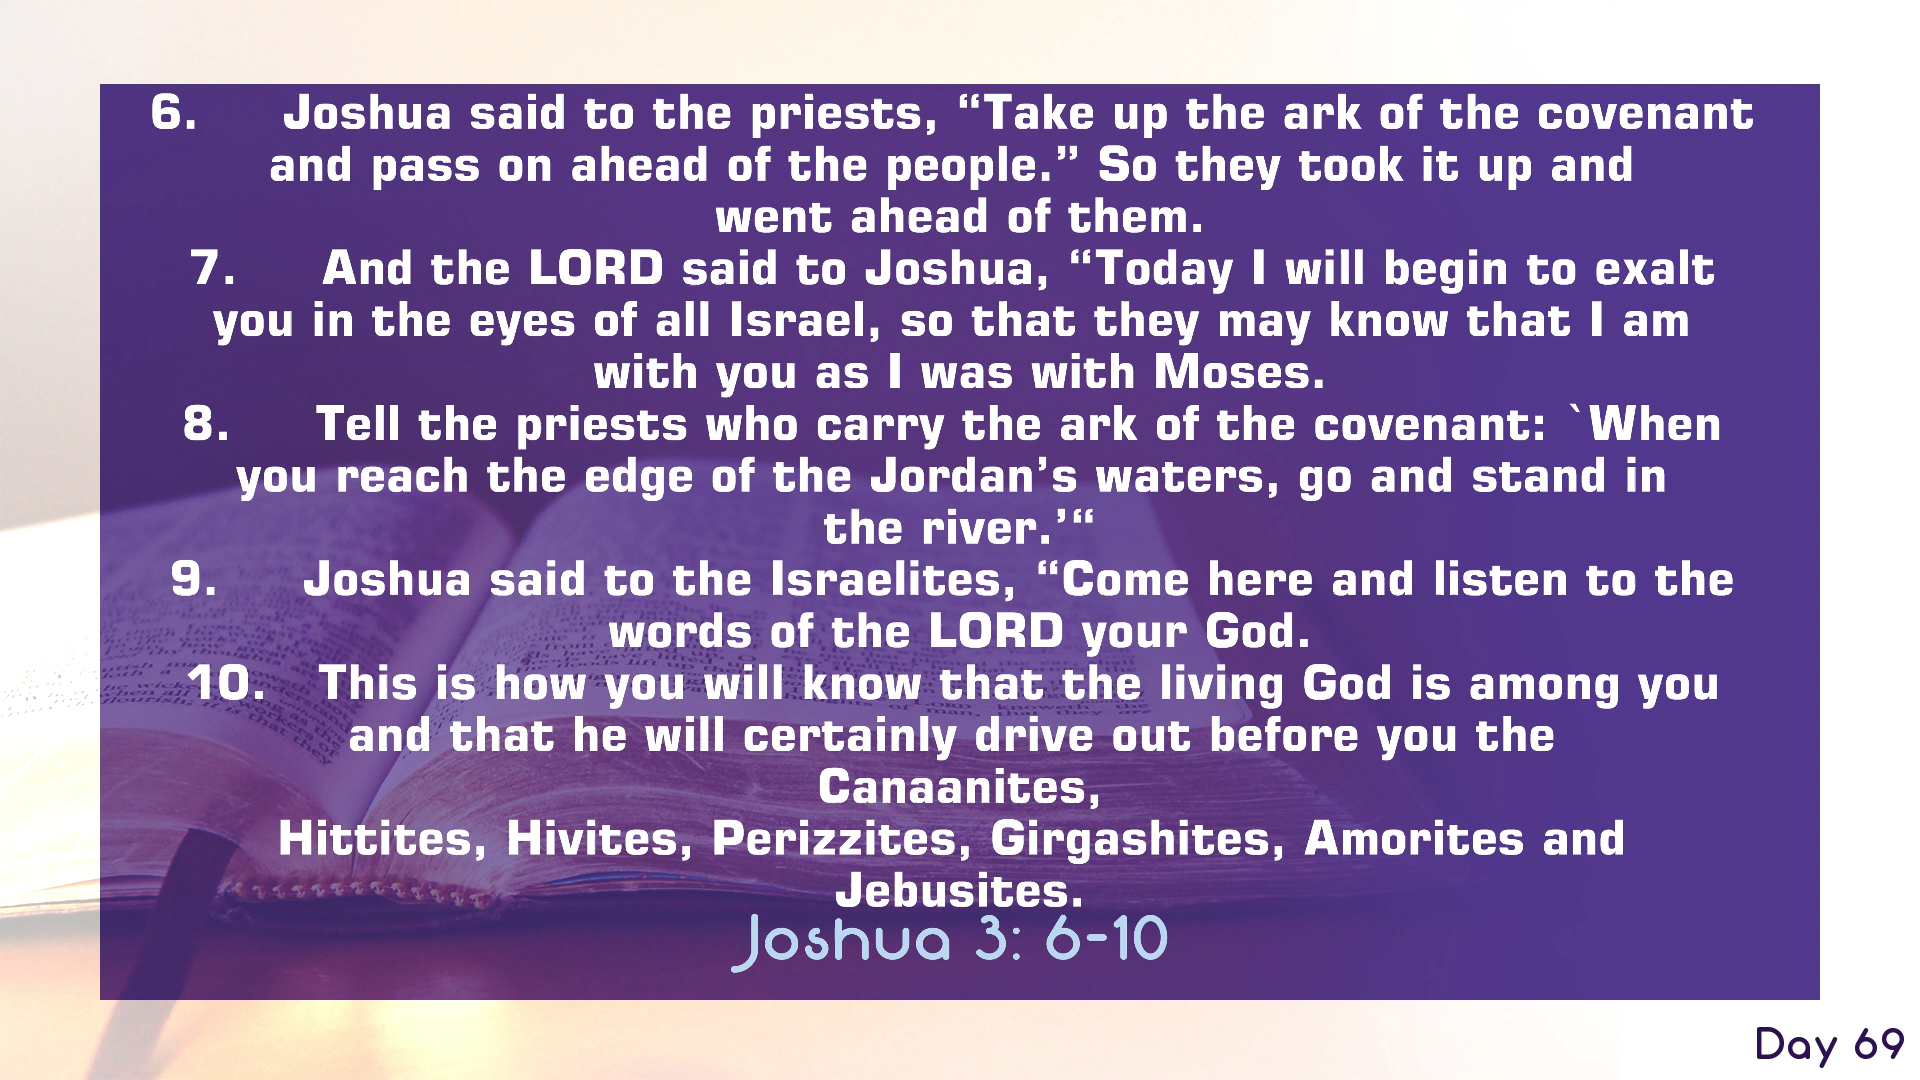 6. Joshua said to the priests, “Take up the ark of the covenant
and pass on ahead of the people.” So they took it up and
went ahead of them.
7. And the LORD said to Joshua, “Today I will begin to exalt
you in the eyes of all Israel, so that they may know that I am
with you as I was with Moses.
8. Tell the priests who carry the ark of the covenant: `When
you reach the edge of the Jordan’s waters, go and stand in
the river.’“
9. Joshua said to the Israelites, “Come here and listen to the
words of the LORD your God.
10. This is how you will know that the living God is among you
and that he will certainly drive out before you the
Canaanites,
Hittites, Hivites, Perizzites, Girgashites, Amorites and
Jebusites.
Joshua 3: 6-10
Day 69